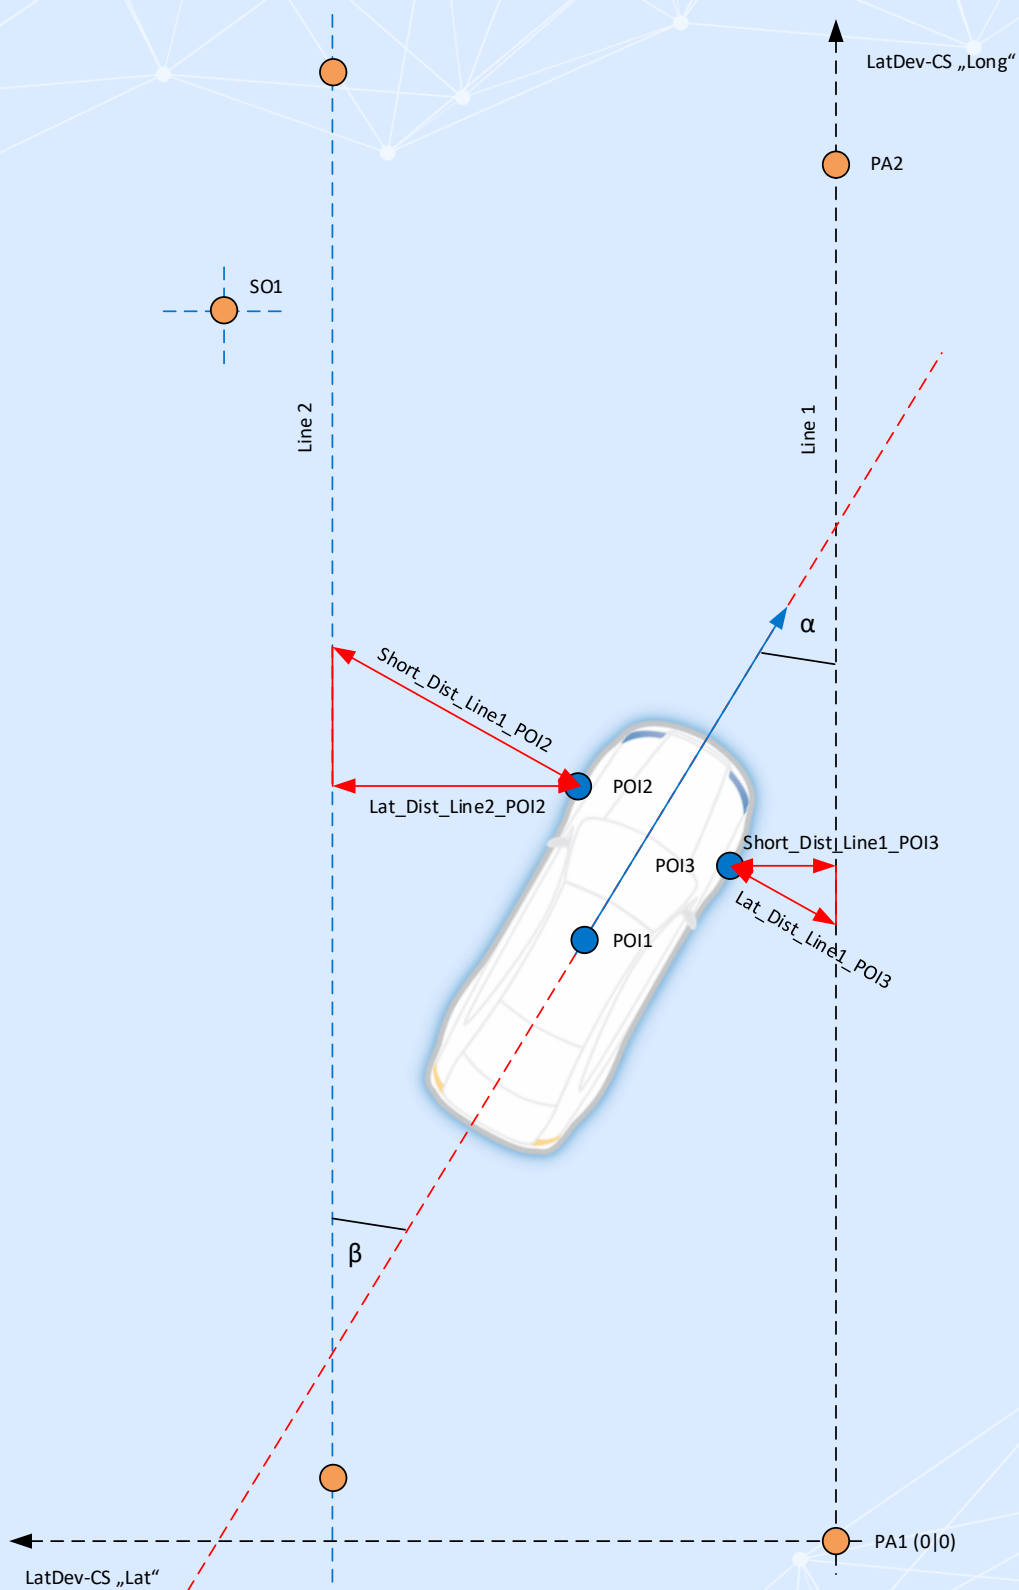 LatDev-CS „Long“
PA2
SO1
Line 2
Line 1
α
Short_Dist_Line1_POI2
POI2
Lat_Dist_Line2_POI2
Short_Dist_Line1_POI3
POI3
Lat_Dist_Line1_POI3
POI1
β
PA1 (0|0)
LatDev-CS „Lat“